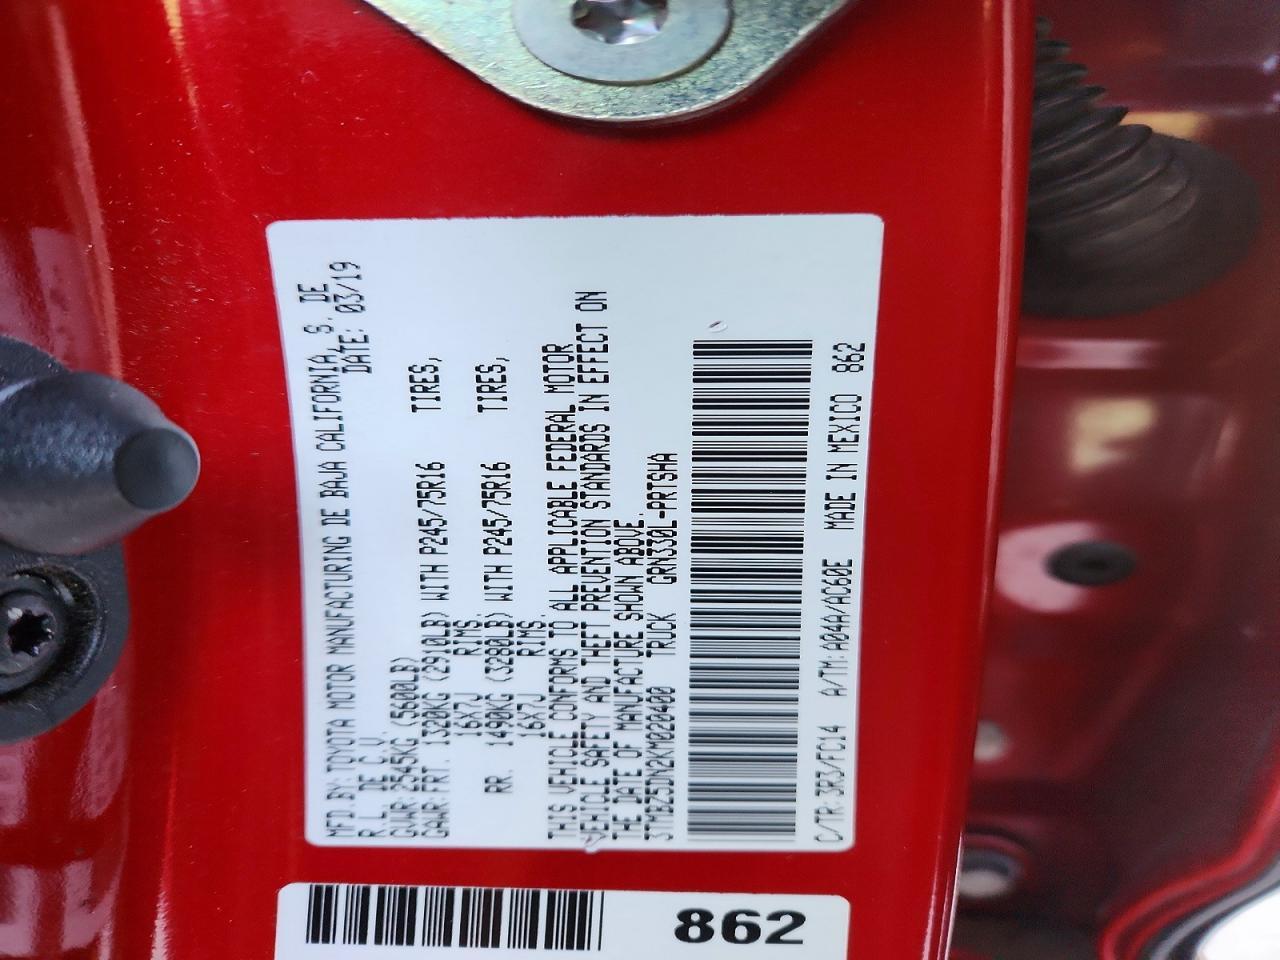 MFD.BY: TOYOTA MOTOR MANUFACTURING DE BAJA CALIFORNIA, S. DE
R.L. DE C.V. DATE: 03/19
GVWR: 2545KG (5600LB)
GAWR: FRT. 1320KG (2910LB) WITH P245/75R16 TIRES,
16X7J RIMS,
RR. 1490KG (3280LB) WITH P245/75R16 TIRES,
16X7J RIMS.
THIS VEHICLE CONFORMS TO ALL APPLICABLE FEDERAL MOTOR
VEHICLE SAFETY AND THEFT PREVENTION STANDARDS IN EFFECT ON
THE DATE OF MANUFACTURE SHOWN ABOVE.
3TMBZ5DN2KM020400 TRUCK GRN330L-PRTSHA
C/TR: 3R3/FC14 A/TM: A04A/AC60E MADE IN MEXICO 862
862